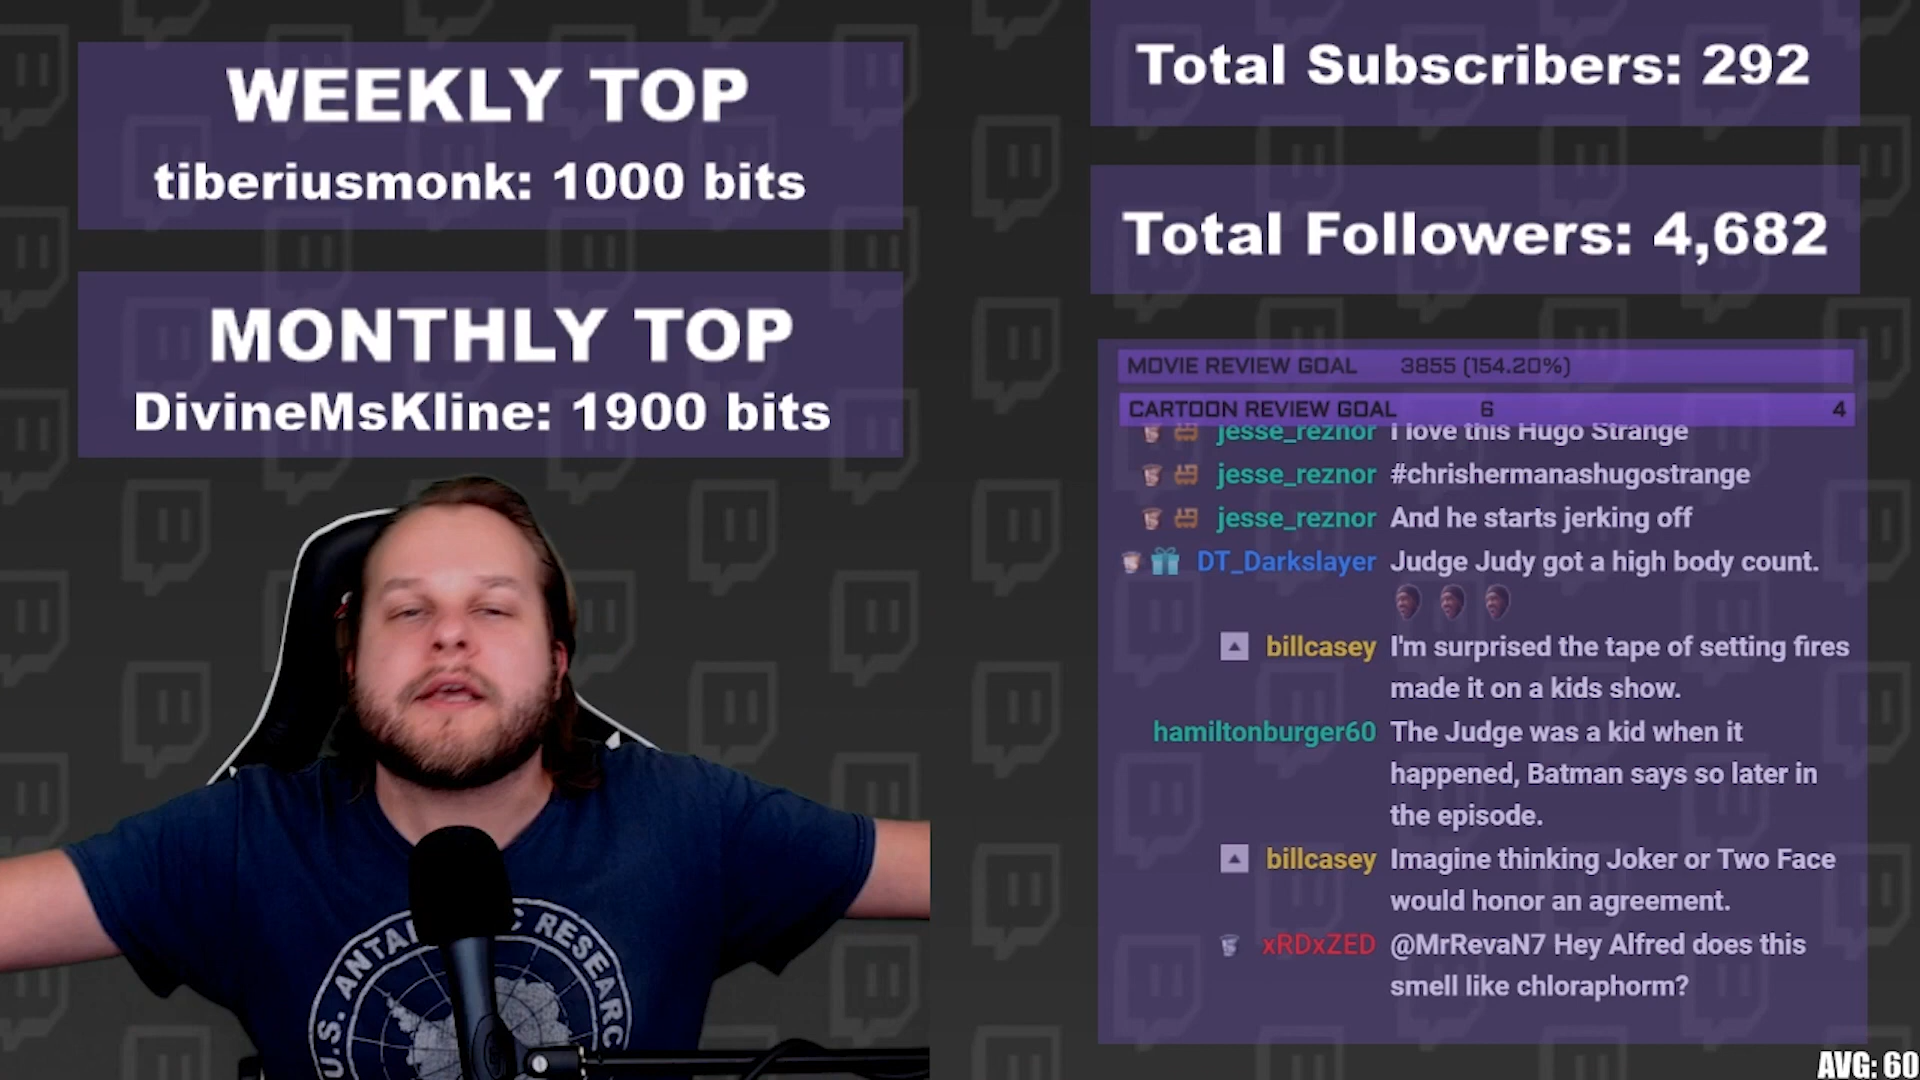 WEEKLY TOP
tiberiusmonk: 1000 bits
MONTHLY TOP
DivineMsKline: 1900 bits
Total Subscribers: 292
Total Followers: 4,682
MOVIE REVIEW GOAL 3855 (154.20%)
CARTOON REVIEW GOAL 6 4
jesse_reznor I love this Hugo Strange
jesse_reznor #chrishermanashugostrange
jesse_reznor And he starts jerking off
DT_Darkslayer Judge Judy got a high body count.
billcasey I'm surprised the tape of setting fires
made it on a kids show.
hamiltonburger60 The Judge was a kid when it
happened, Batman says so later in
the episode.
billcasey Imagine thinking Joker or Two Face
would honor an agreement.
xRDxZED @MrRevaN7 Hey Alfred does this
smell like chloraphorm?
U.S. RESEARC
AVG: 60